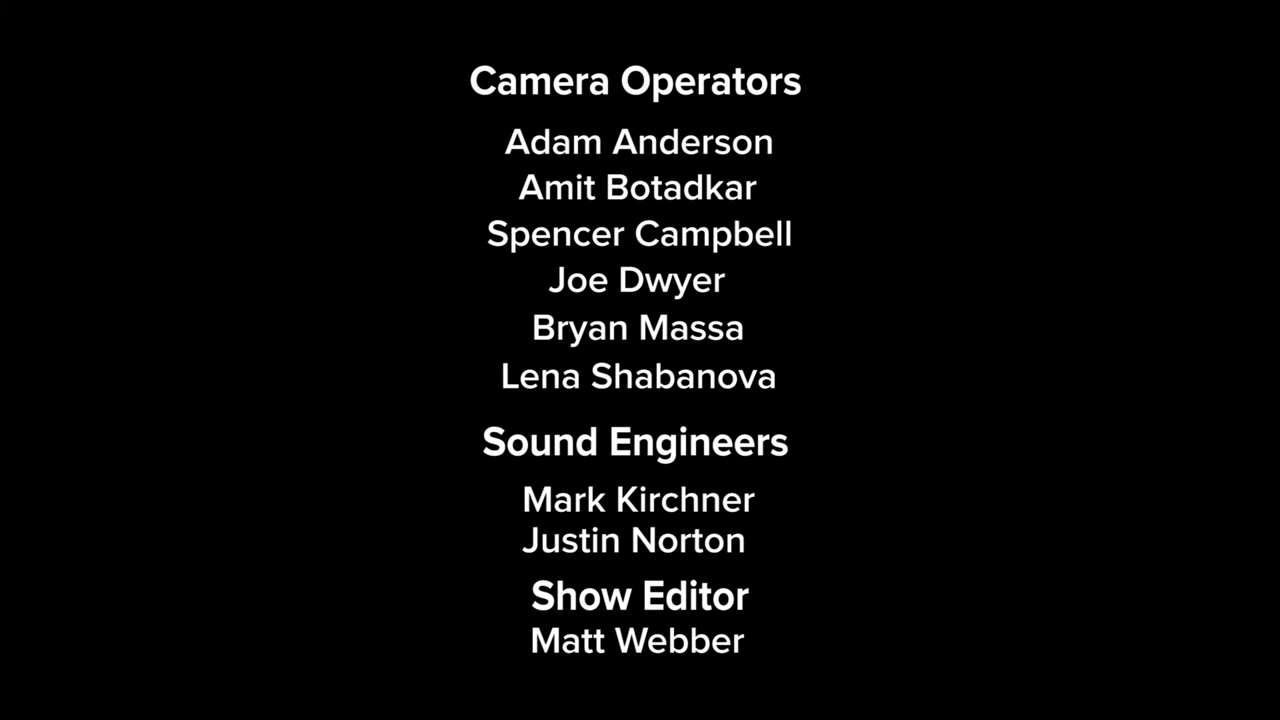 Camera Operators
Adam Anderson
Amit Botadkar
Spencer Campbell
Joe Dwyer
Bryan Massa
Lena Shabanova
Sound Engineers
Mark Kirchner
Justin Norton
Show Editor
Matt Webber